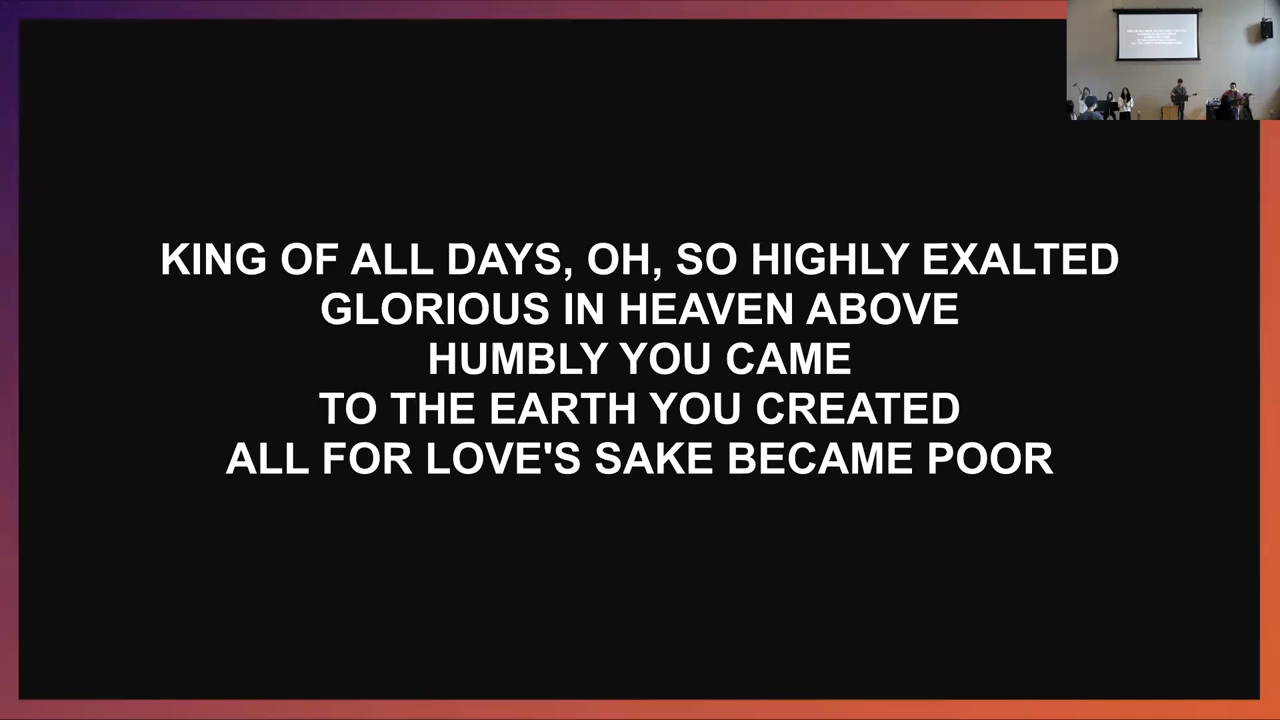 KING OF ALL DAYS, OH, SO HIGHLY EXALTED
GLORIOUS IN HEAVEN ABOVE
HUMBLY YOU CAME
TO THE EARTH YOU CREATED
ALL FOR LOVE'S SAKE BECAME POOR